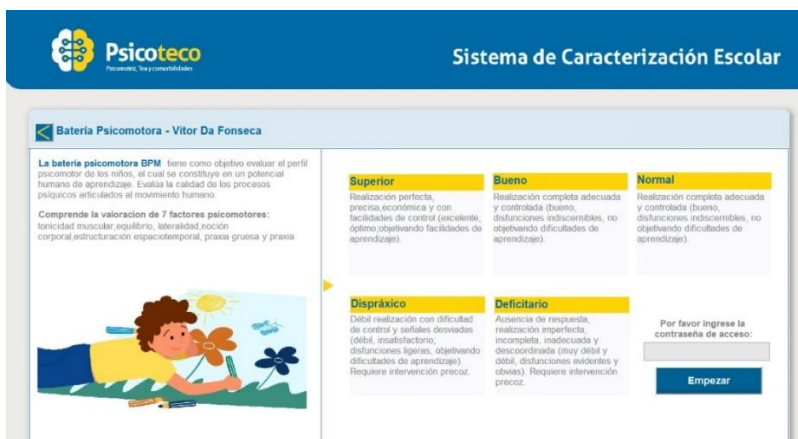 Psicoteco
Psicomotriz, Tea y comorbilidades
Sistema de Caracterización Escolar
Batería Psicomotora - Vitor Da Fonseca
La batería psicomotora BPM tiene como objetivo evaluar el perfil
psicomotor de los niños, el cual se constituye en un potencial
humano de aprendizaje. Evalúa la calidad de los procesos
psíquicos articulados al movimiento humano.
Comprende la valoracion de 7 factores psicomotores:
tonicidad muscular,equilibrio, lateralidad,noción
corporal,estructuración espaciotemporal, praxia gruesa y praxia
Superior
Realización perfecta,
precisa,económica y con
facilidades de control (excelente,
óptimo,objetivando facilidades de
aprendizaje).
Bueno
Realización completa adecuada
y controlada (bueno,
disfunciones indiscernibles, no
objetivando dificultades de
aprendizaje).
Normal
Realización completa adecuada
y controlada (bueno,
disfunciones indiscernibles, no
objetivando dificultades de
aprendizaje).
Dispráxico
Débil realización con dificultad
de control y señales desviadas
(débil, insatisfactorio;
disfunciones ligeras, objetivando
dificultades de aprendizaje).
Requiere intervención precoz.
Deficitario
Ausencia de respuesta,
realización imperfecta,
incompleta, inadecuada y
descoordinada (muy débil y
débil, disfunciones evidentes y
obvias). Requiere intervención
precoz.
Por favor ingrese la
contraseña de acceso:
Empezar